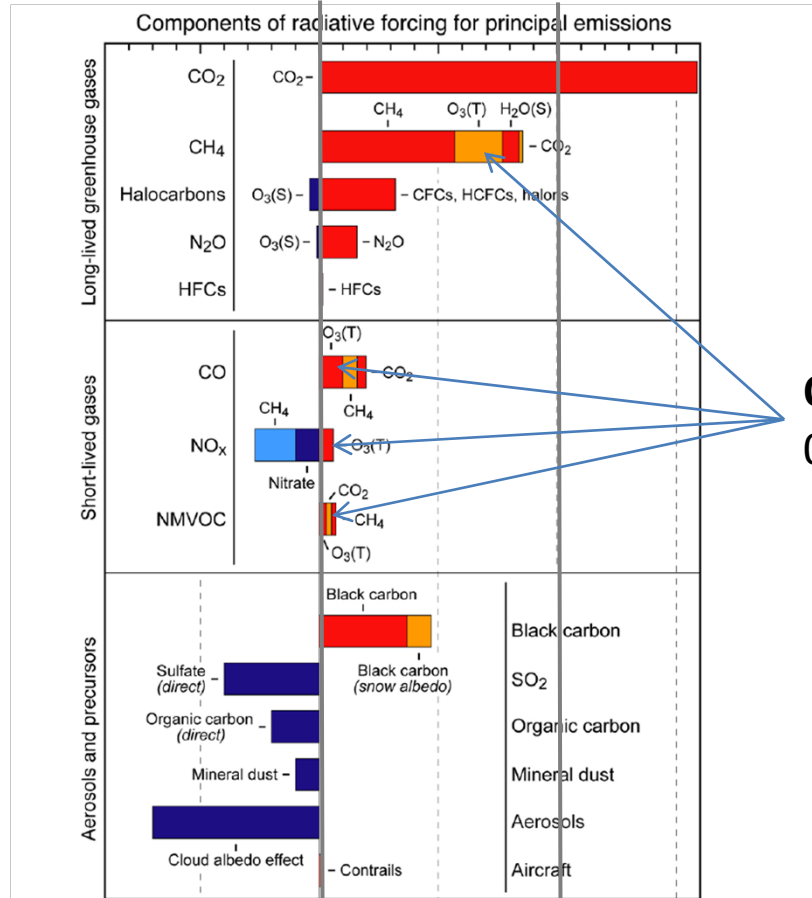 Components of radiative forcing for principal emissions
Long-lived greenhouse gases
CO₂
CO₂
CH₄ O₃(T) H₂O(S)
CH₄
CO₂
Halocarbons
O₃(S)
CFCs, HCFCs, halons
N₂O
O₃(S)
N₂O
HFCs
HFCs
Short-lived gases
O₃(T)
CO
CO₂
CH₄
CH₄
NOₓ
O₃(T)
Nitrate
CO₂
NMVOC
CH₄
O₃(T)
Aerosols and precursors
Black carbon
Black carbon
Black carbon
(snow albedo)
Sulfate
(direct)
SO₂
Organic carbon
(direct)
Organic carbon
Mineral dust
Mineral dust
Aerosols
Cloud albedo effect
Contrails
Aircraft